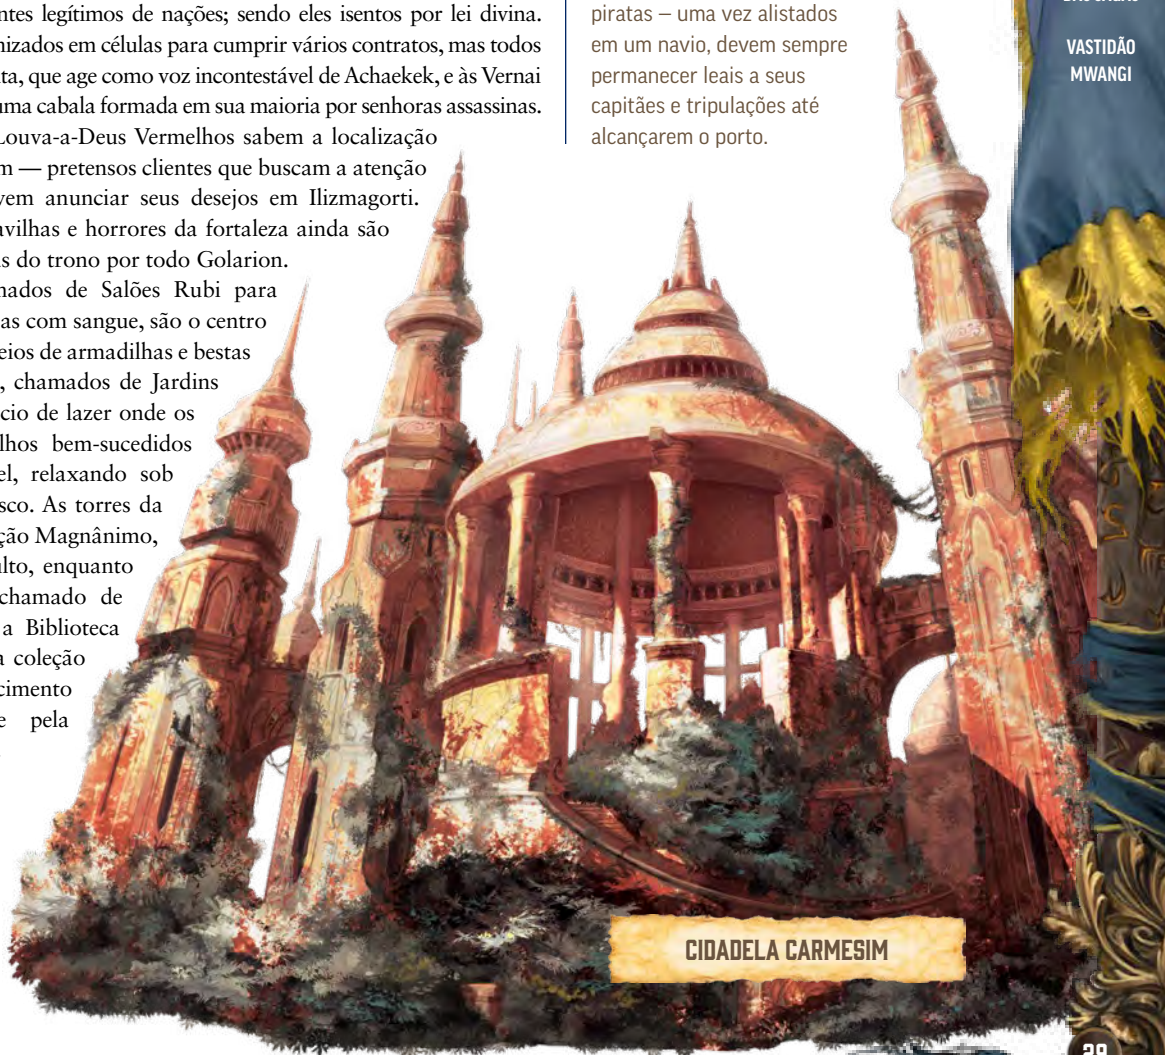 ntes legítimos de nações; sendo eles isentos por lei divina.
nizados em células para cumprir vários contratos, mas todos
ta, que age como voz incontestável de Achaekek, e às Vernai
uma cabala formada em sua maioria por senhoras assassinas.
Louva-a-Deus Vermelhos sabem a localização
m — pretensos clientes que buscam a atenção
vem anunciar seus desejos em Ilizmagorti.
avilhas e horrores da fortaleza ainda são
s do trono por todo Golarion.
nados de Salões Rubi para
as com sangue, são o centro
eios de armadilhas e bestas
, chamados de Jardins
cio de lazer onde os
lhos bem-sucedidos
el, relaxando sob
sco. As torres da
ção Magnânimo,
ulto, enquanto
chamado de
a Biblioteca
a coleção
cimento
e pela
piratas – uma vez alistados
em um navio, devem sempre
permanecer leais a seus
capitães e tripulações até
alcançarem o porto.
VASTIDÃO
MWANGI
CIDADELA CARMESIM